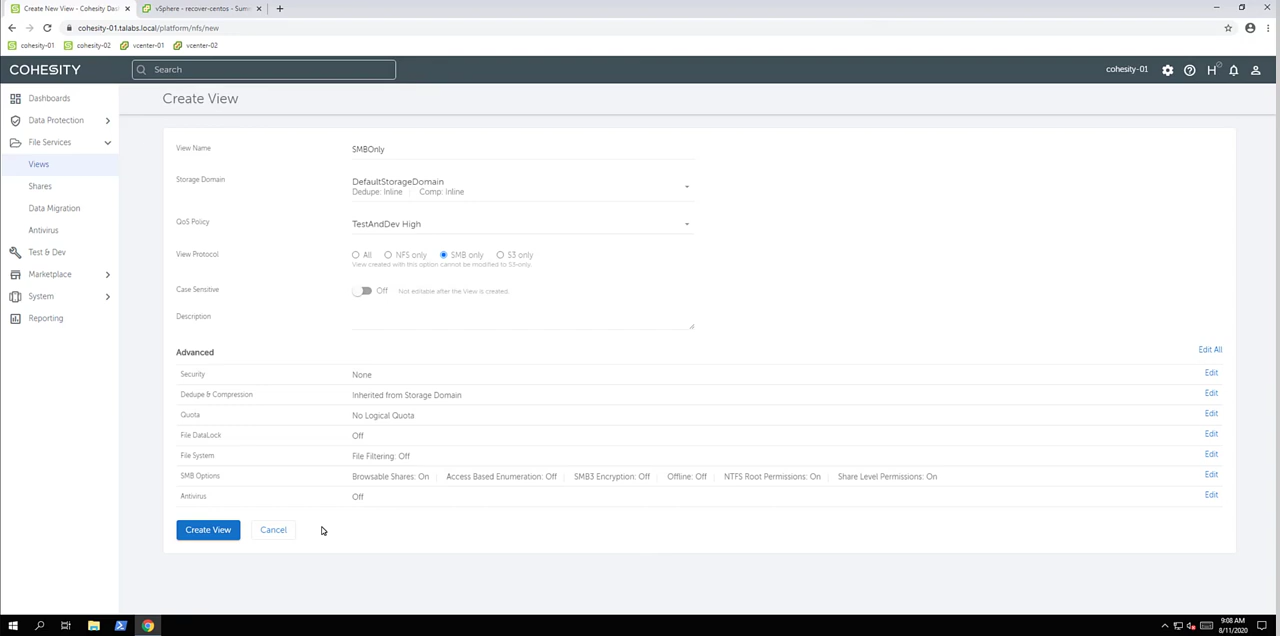 Create New View - Cohesity Das
vSphere - recover-centos - Sum
cohesity-01.talabs.local/platform/nfs/new
cohesity-01
cohesity-02
vcenter-01
vcenter-02
COHESITY
Search
cohesity-01
H
Dashboards
Data Protection
File Services
Views
Shares
Data Migration
Antivirus
Test & Dev
Marketplace
System
Reporting
Create View
View Name
SMBOnly
Storage Domain
DefaultStorageDomain
Dedupe: Inline Comp: Inline
QoS Policy
TestAndDev High
View Protocol
All NFS only SMB only S3 only
View created with this option cannot be modified to S3-only.
Case Sensitive
Off Not editable after the View is created.
Description
Advanced
Edit All
Security None Edit
Dedupe & Compression Inherited from Storage Domain Edit
Quota No Logical Quota Edit
File DataLock Off Edit
File System File Filtering: Off Edit
SMB Options Browsable Shares: On Access Based Enumeration: Off SMB3 Encryption: Off Offline: Off NTFS Root Permissions: On Share Level Permissions: On Edit
Antivirus Off Edit
Create View Cancel
9:08 AM
8/11/2020